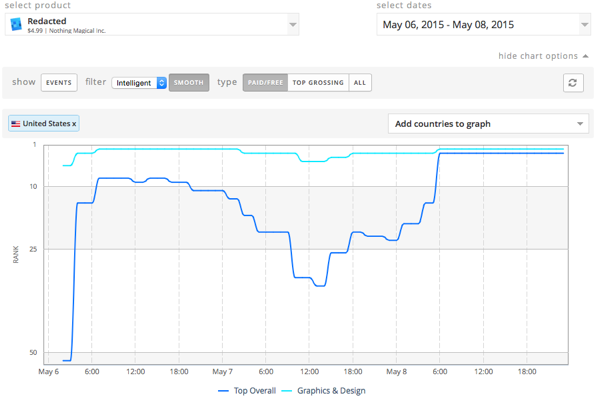 select product
select dates
Redacted
$4.99 | Nothing Magical Inc.
May 06, 2015 - May 08, 2015
hide chart options
show EVENTS filter Intelligent SMOOTH type PAID/FREE TOP GROSSING ALL
United States x
Add countries to graph
1
10
25
50
RANK
May 6 6:00 12:00 18:00 May 7 6:00 12:00 18:00 May 8 6:00 12:00 18:00
Top Overall Graphics & Design